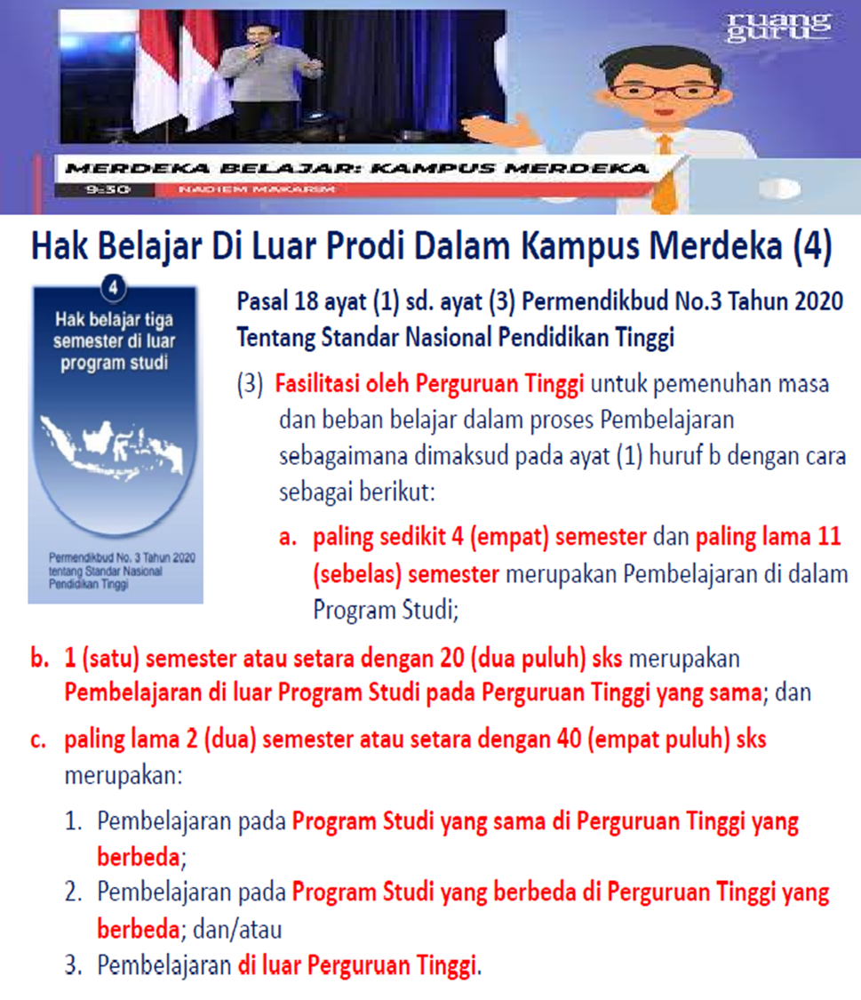 ruang
guru
MERDEKA BELAJAR: KAMPUS MERDEKA
9:30 NADIEM MAKARIM
Hak Belajar Di Luar Prodi Dalam Kampus Merdeka (4)
4
Hak belajar tiga
semester di luar
program studi
Permendikbud No. 3 Tahun 2020
tentang Standar Nasional
Pendidikan Tinggi
Pasal 18 ayat (1) sd. ayat (3) Permendikbud No.3 Tahun 2020
Tentang Standar Nasional Pendidikan Tinggi
(3) Fasilitasi oleh Perguruan Tinggi untuk pemenuhan masa
dan beban belajar dalam proses Pembelajaran
sebagaimana dimaksud pada ayat (1) huruf b dengan cara
sebagai berikut:
a. paling sedikit 4 (empat) semester dan paling lama 11
(sebelas) semester merupakan Pembelajaran di dalam
Program Studi;
b. 1 (satu) semester atau setara dengan 20 (dua puluh) sks merupakan
Pembelajaran di luar Program Studi pada Perguruan Tinggi yang sama; dan
c. paling lama 2 (dua) semester atau setara dengan 40 (empat puluh) sks
merupakan:
1. Pembelajaran pada Program Studi yang sama di Perguruan Tinggi yang
berbeda;
2. Pembelajaran pada Program Studi yang berbeda di Perguruan Tinggi yang
berbeda; dan/atau
3. Pembelajaran di luar Perguruan Tinggi.